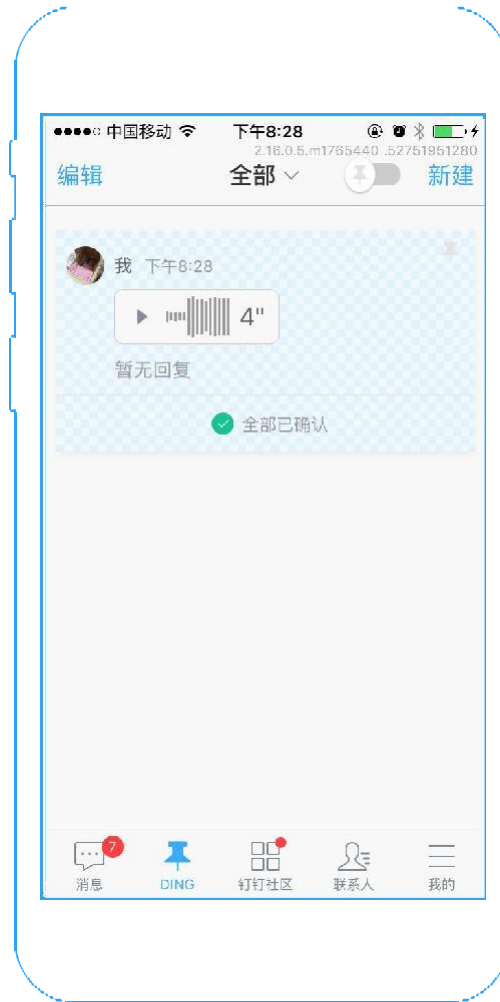 中国移动 下午8:28
2.16.0.5.m1765440 .52751951280
编辑 全部 新建
我 下午8:28
4"
暂无回复
全部已确认
7
消息 DING 钉钉社区 联系人 我的